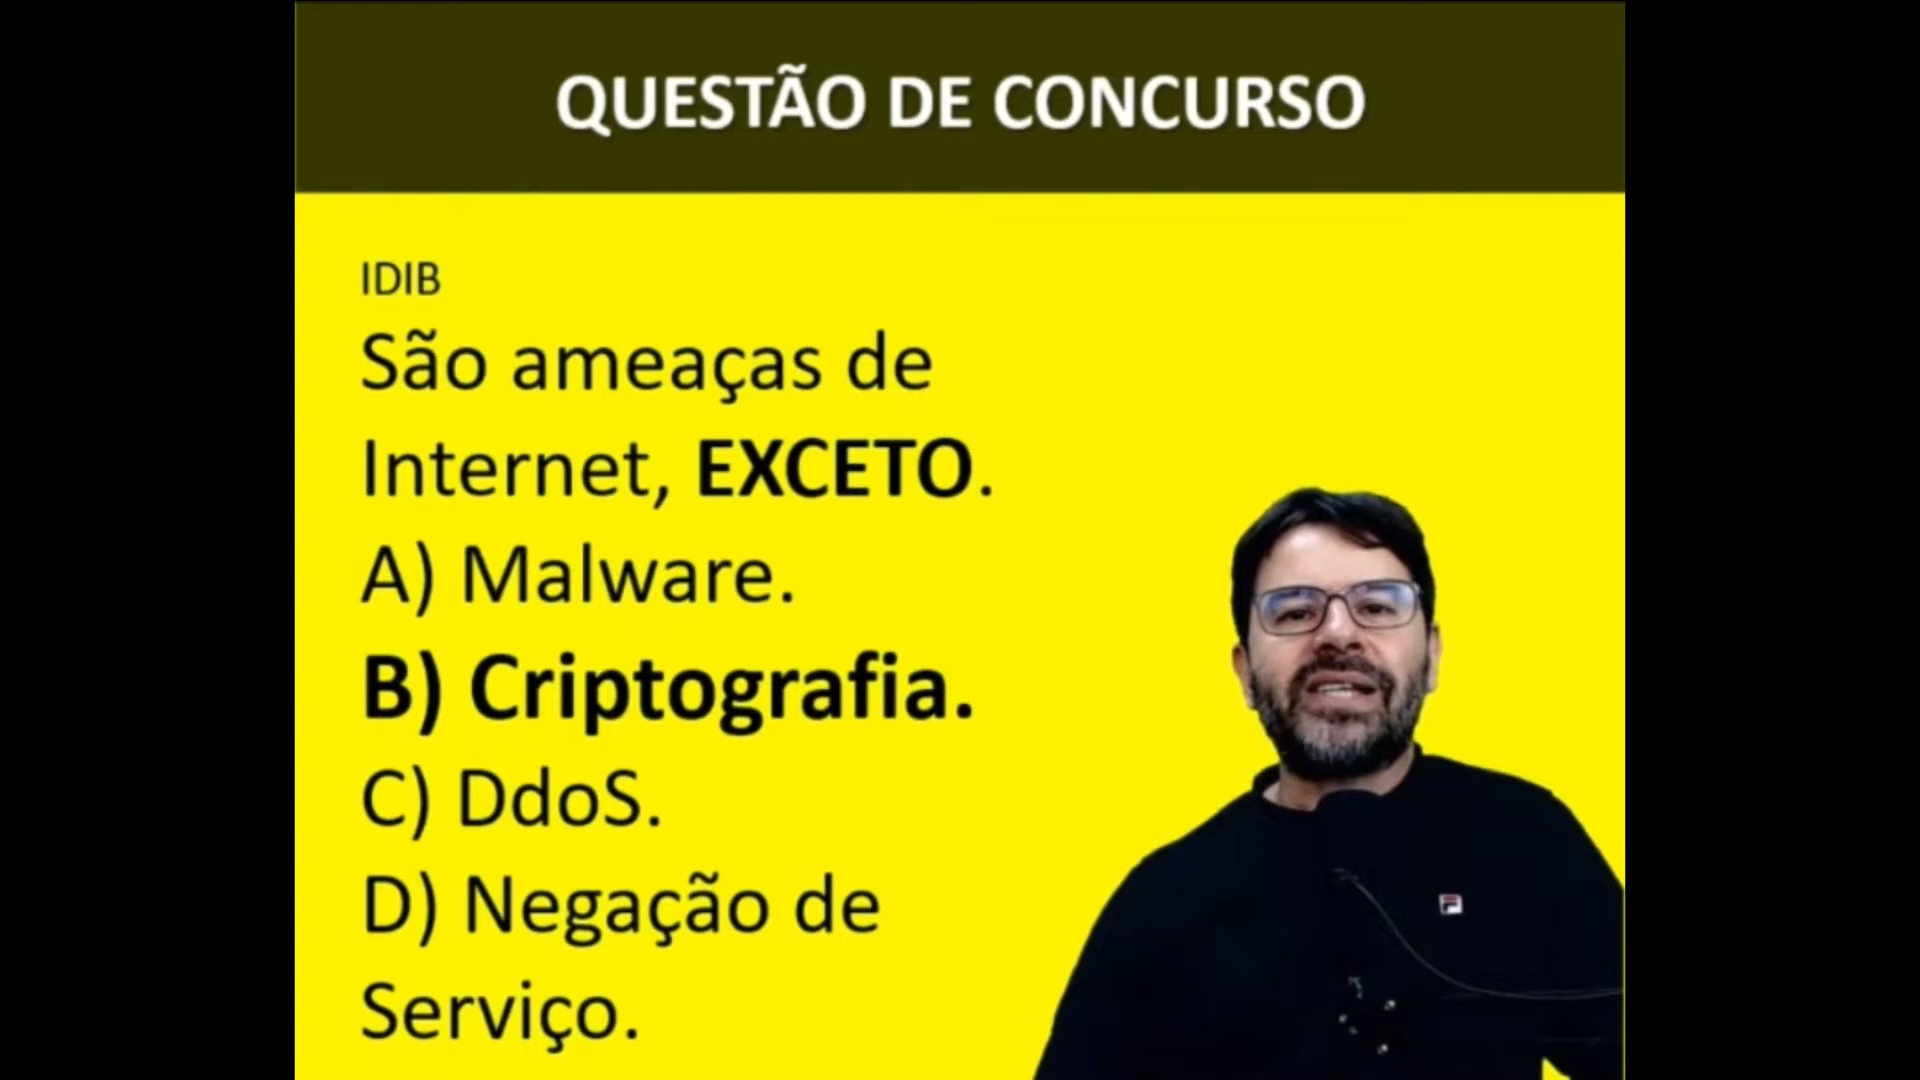 QUESTÃO DE CONCURSO
IDIB
São ameaças de
Internet, EXCETO.
A) Malware.
B) Criptografia.
C) DdoS.
D) Negação de
Serviço.